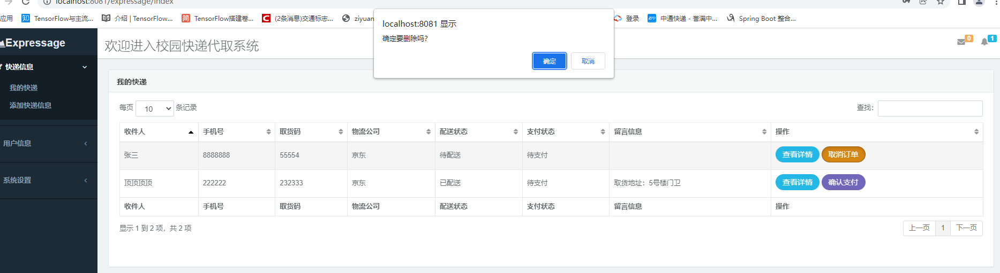 localhost:8081/expressage/index
应用 TensorFlow与主流... 介绍 | TensorFlow... TensorFlow搭建卷... (2条消息)交通标志... ziyuan 登录 中通快递 - 誉满中... Spring Boot 整合...
localhost:8081 显示
确定要删除吗?
确定 取消
Expressage
欢迎进入校园快递代取系统
0 1
快递信息
我的快递
添加快递信息
用户信息
系统设置
我的快递
每页 10 条记录 查找:
收件人 手机号 取货码 物流公司 配送状态 支付状态 留言信息 操作
张三 8888888 55554 京东 待配送 待支付 查看详情 取消订单
顶顶顶顶 222222 232333 京东 已配送 待支付 取货地址:5号楼门卫 查看详情 确认支付
收件人 手机号 取货码 物流公司 配送状态 支付状态 留言信息 操作
显示 1 到 2 项,共 2 项 上一页 1 下一页